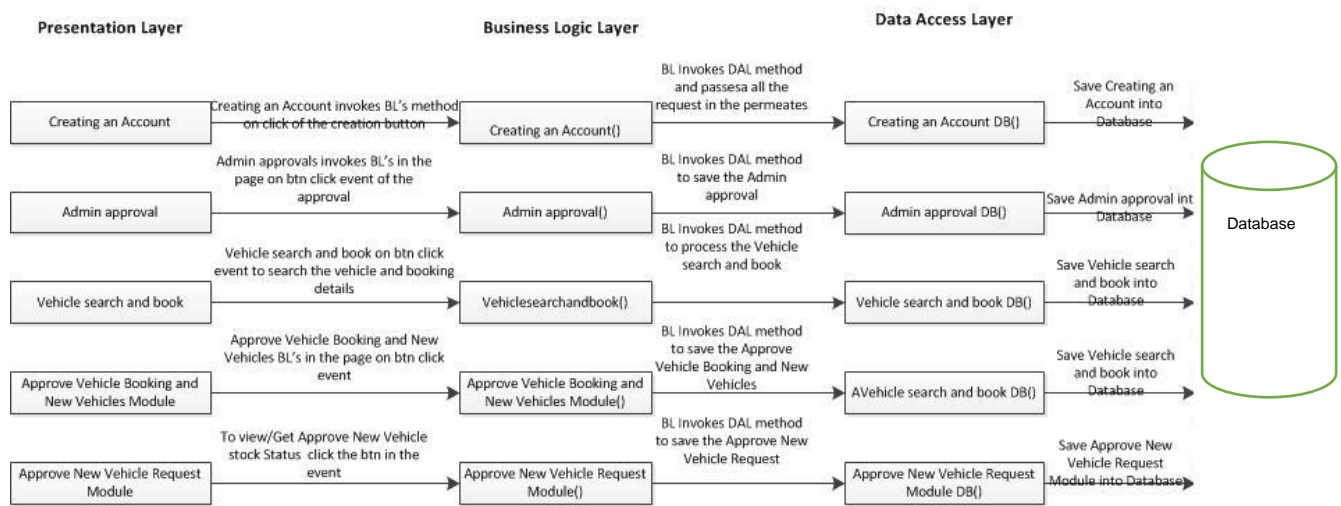 Presentation Layer
Business Logic Layer
Data Access Layer
Creating an Account
Creating an Account invokes BL's method
on click of the creation button
Creating an Account()
BL Invokes DAL method
and passesa all the
request in the permeates
Creating an Account DB()
Save Creating an
Account into
Database
Admin approval
Admin approvals invokes BL's in the
page on btn click event of the
approval
Admin approval()
BL Invokes DAL method
to save the Admin
approval
Admin approval DB()
Save Admin approval int
Database
Database
Vehicle search and book
Vehicle search and book on btn click
event to search the vehicle and booking
details
Vehiclesearchandbook()
BL Invokes DAL method
to process the Vehicle
search and book
Vehicle search and book DB()
Save Vehicle search
and book into
Database
Approve Vehicle Booking and
New Vehicles Module
Approve Vehicle Booking and New
Vehicles BL's in the page on btn click
event
Approve Vehicle Booking and
New Vehicles Module()
BL Invokes DAL method
to save the Approve
Vehicle Booking and New
Vehicles
AVehicle search and book DB()
Save Vehicle search
and book into
Database
Approve New Vehicle Request
Module
To view/Get Approve New Vehicle
stock Status click the btn in the
event
Approve New Vehicle Request
Module()
BL Invokes DAL method
to save the Approve New
Vehicle Request
Approve New Vehicle Request
Module DB()
Save Approve New
Vehicle Request
Module into Database